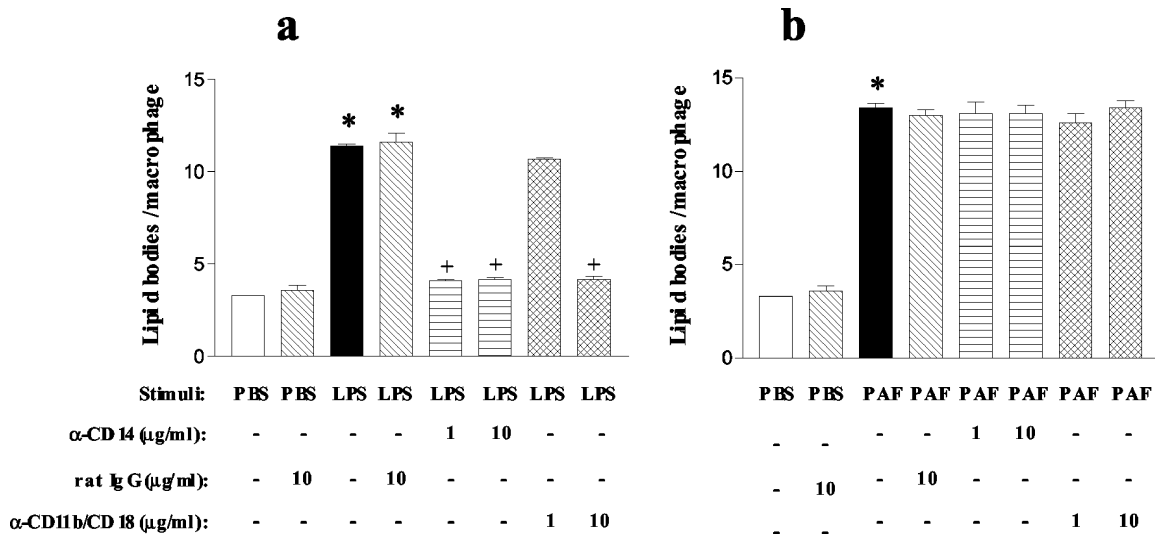 a b
15
10
5
0
Lipid bodies /macrophage
* *
+ + +
15
10
5
0
Lipid bodies /macrophage
*
Stimuli: PBS PBS LPS LPS LPS LPS LPS LPS PBS PBS PAF PAF PAF PAF PAF PAF
α-CD14 (μg/ml): - - - - 1 10 - - - - - - 1 10 - -
rat IgG (μg/ml): - 10 - 10 - - - - - 10 - 10 - - - -
α-CD11b/CD18 (μg/ml): - - - - - - 1 10 - - - - - - 1 10